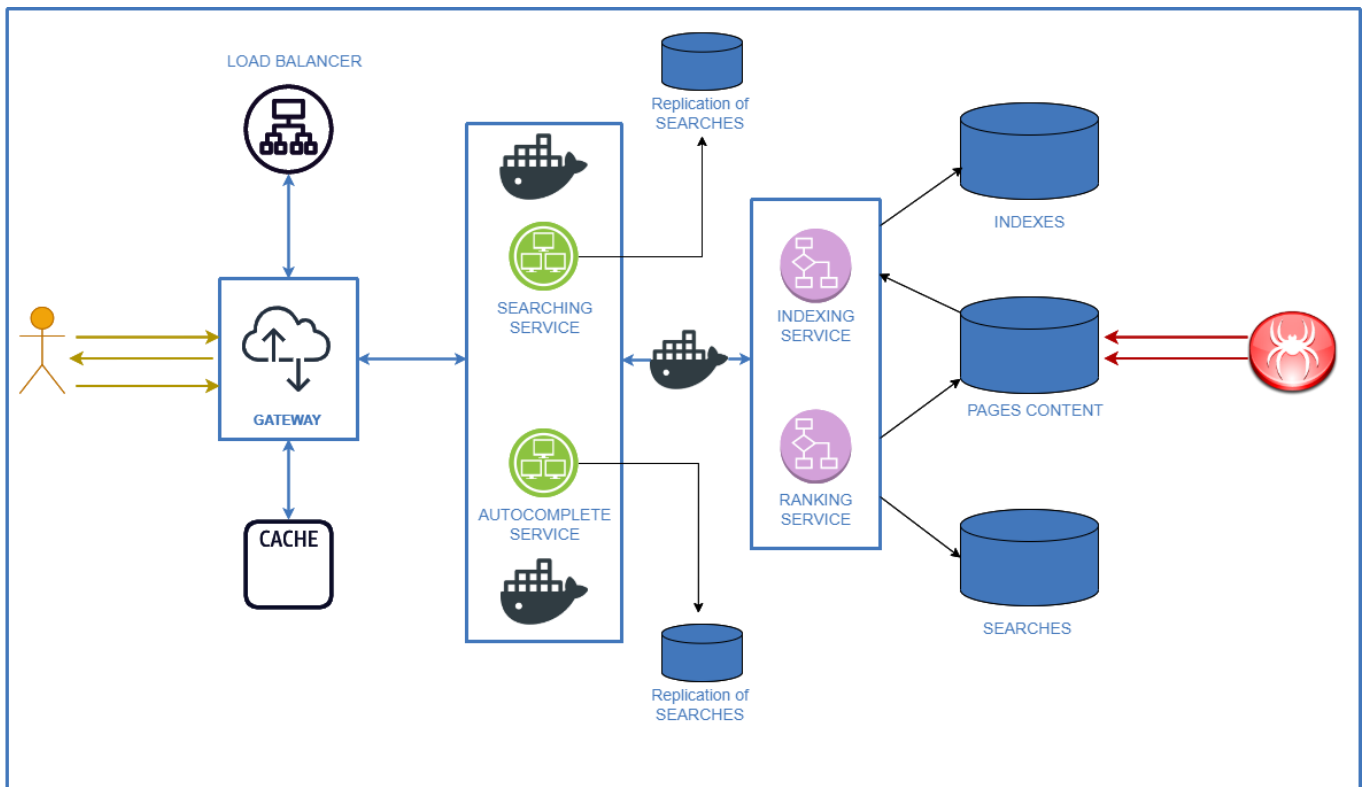 LOAD BALANCER
Replication of
SEARCHES
INDEXES
SEARCHING
SERVICE
INDEXING
SERVICE
GATEWAY
PAGES CONTENT
CACHE
AUTOCOMPLETE
SERVICE
RANKING
SERVICE
SEARCHES
Replication of
SEARCHES